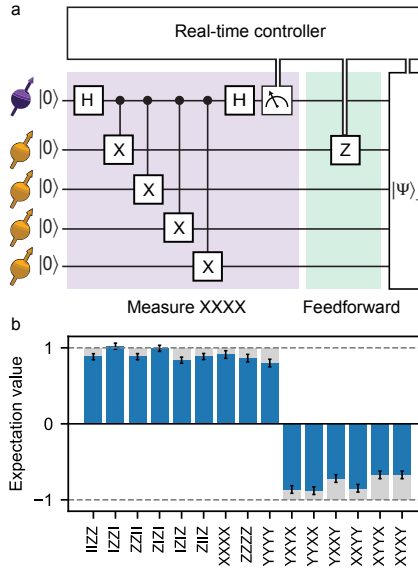 a
Real-time controller
|0⟩ H H
|0⟩ X Z
|0⟩ X |Ψ⟩
|0⟩ X
|0⟩ X
Measure XXXX Feedforward
b
Expectation value
1
0
−1
IIZZ
IZZI
ZZII
ZIZI
IZIZ
ZIIZ
XXXX
ZZZZ
YYYY
YXYX
YYXX
YXXY
XXYY
XYYX
XYXY